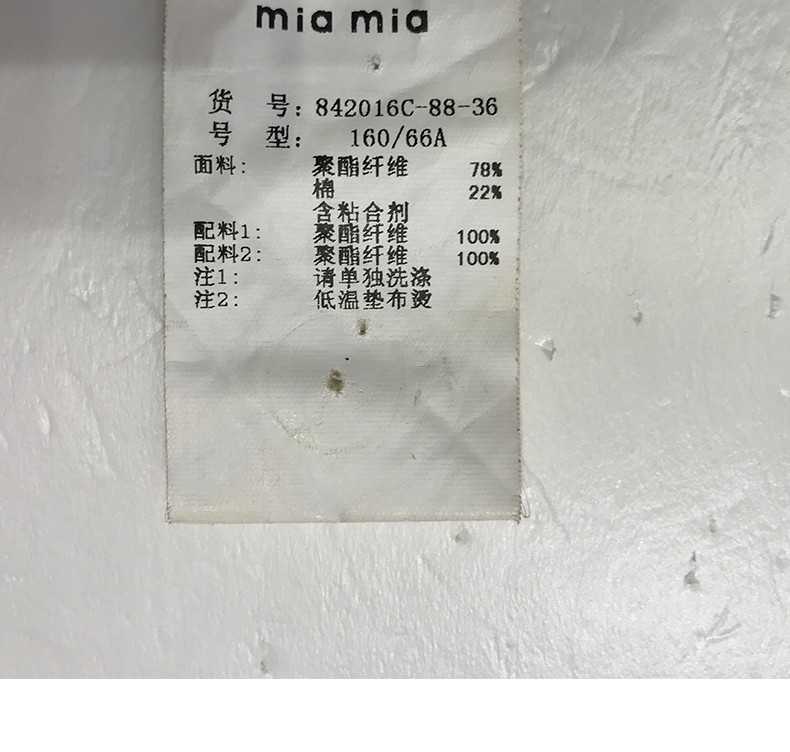 mia mia
货 号: 842016C-88-36
号 型: 160/66A
面料: 聚酯纤维 78%
棉 22%
含粘合剂
配料1: 聚酯纤维 100%
配料2: 聚酯纤维 100%
注1: 请单独洗涤
注2: 低温垫布烫